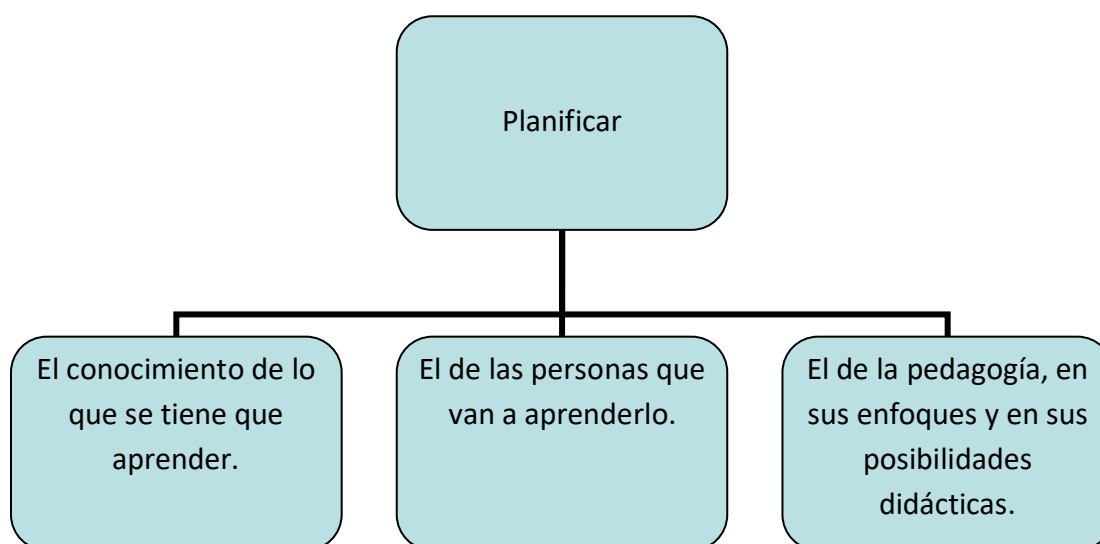 Planificar
El conocimiento de lo
que se tiene que
aprender.
El de las personas que
van a aprenderlo.
El de la pedagogía, en
sus enfoques y en sus
posibilidades
didácticas.